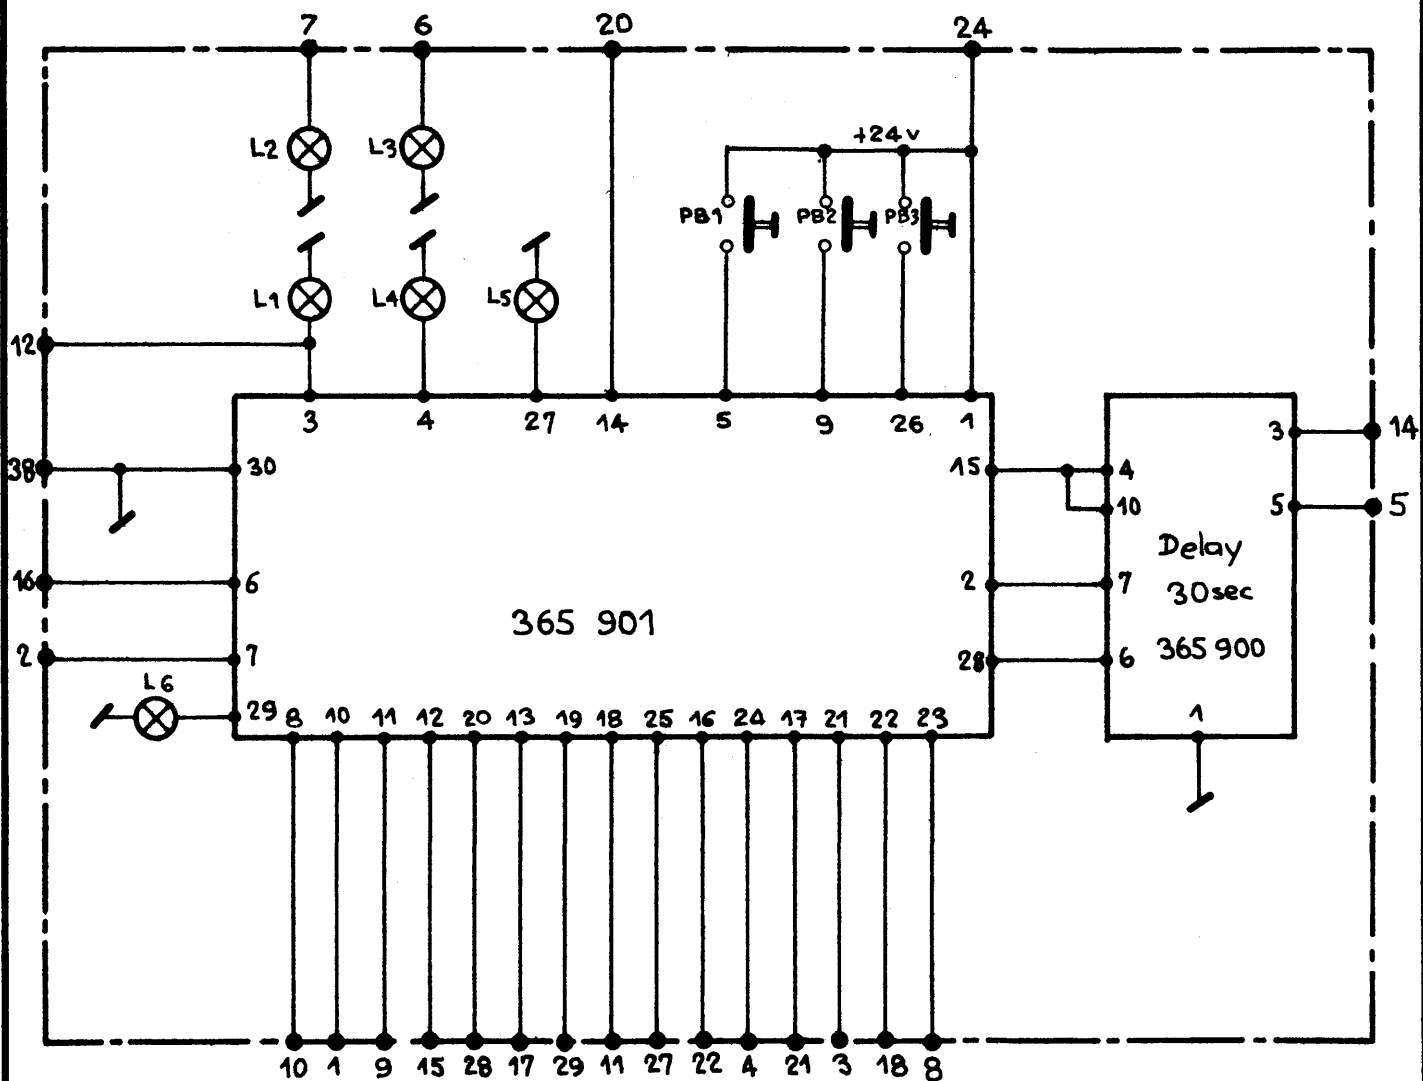 7 6 20 24
+24v
L2 L3
PB1 PB2 PB3
L1 L4 L5
12
3 4 27 14 5 9 26 1
3 14
38 30 15 4
10 5 5
Delay
16 6 2 7
30sec
365 901
365 900
2 7 28 6
L6
29
8 10 11 12 20 13 19 18 25 16 24 17 21 22 23
1
10 1 9 15 28 17 29 11 27 22 4 21 3 18 8